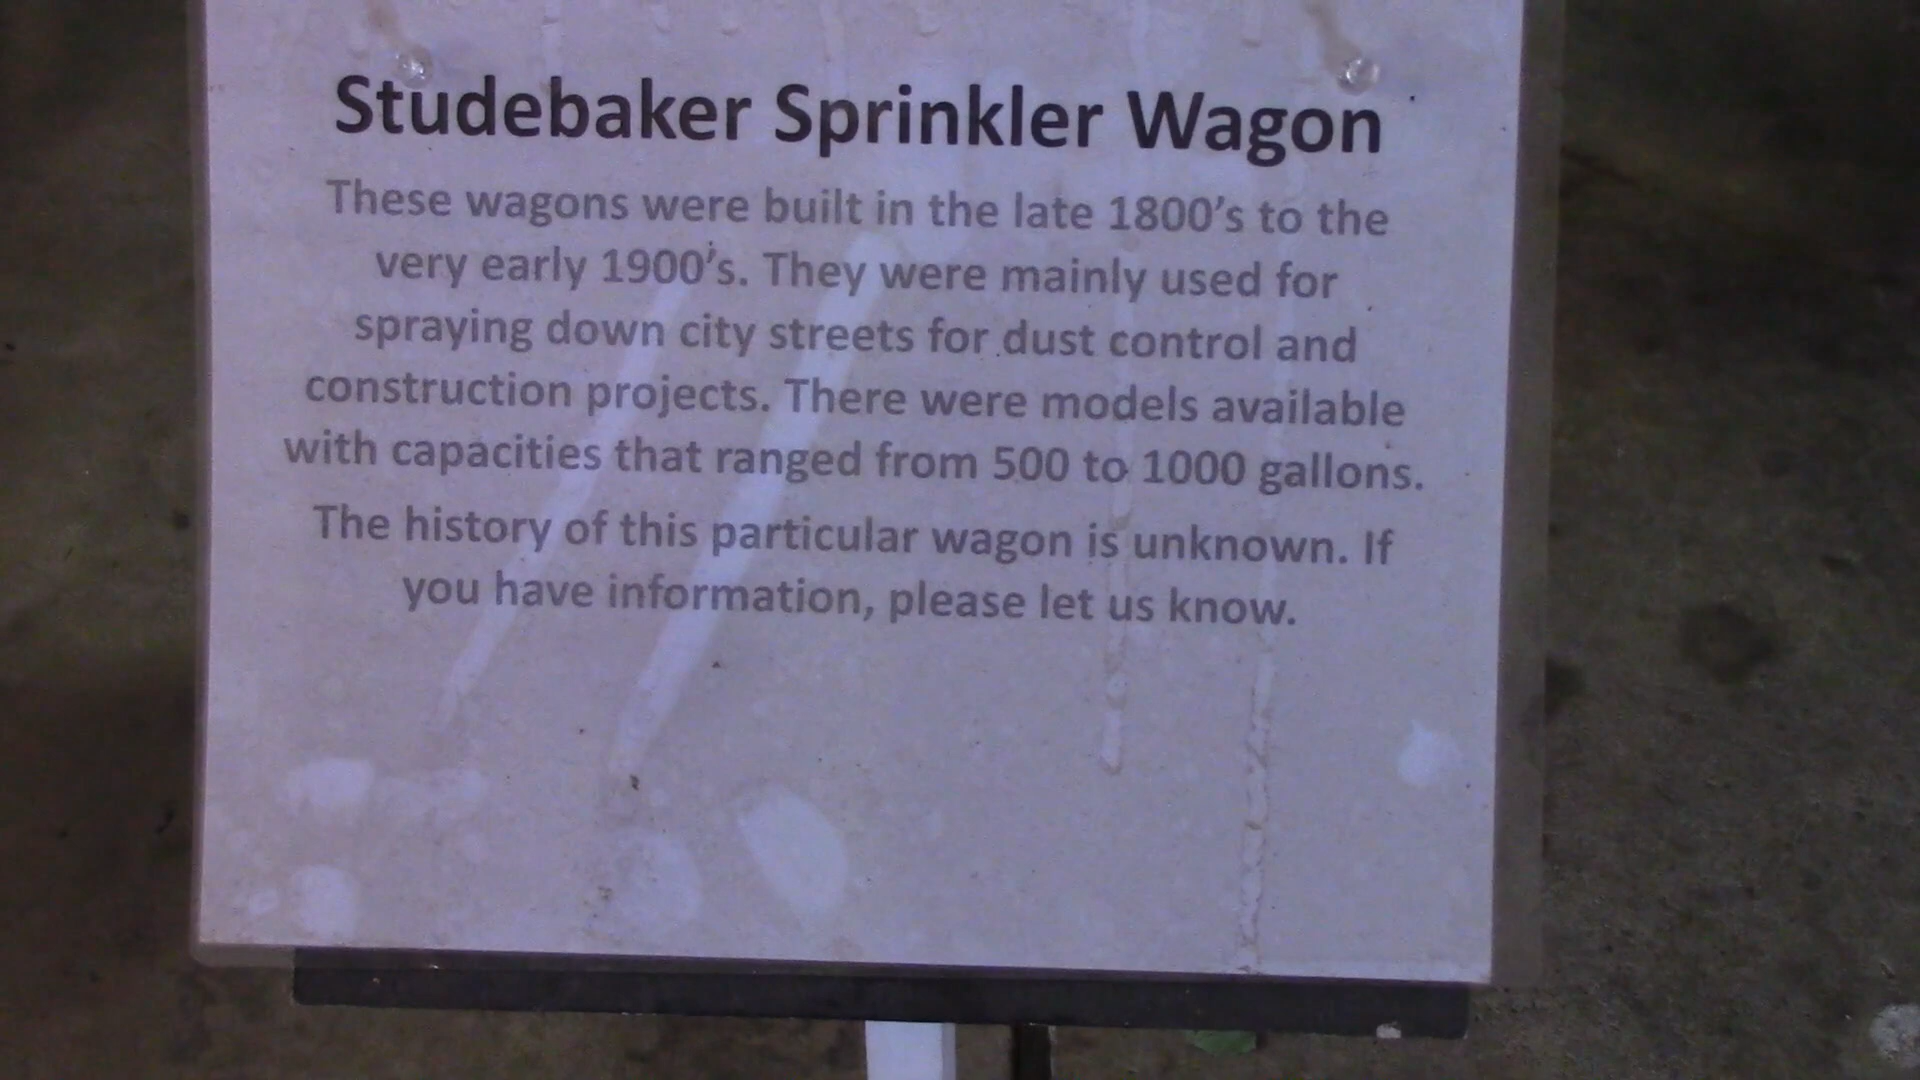 Studebaker Sprinkler Wagon
These wagons were built in the late 1800's to the
very early 1900's. They were mainly used for
spraying down city streets for dust control and
construction projects. There were models available
with capacities that ranged from 500 to 1000 gallons.
The history of this particular wagon is unknown. If
you have information, please let us know.